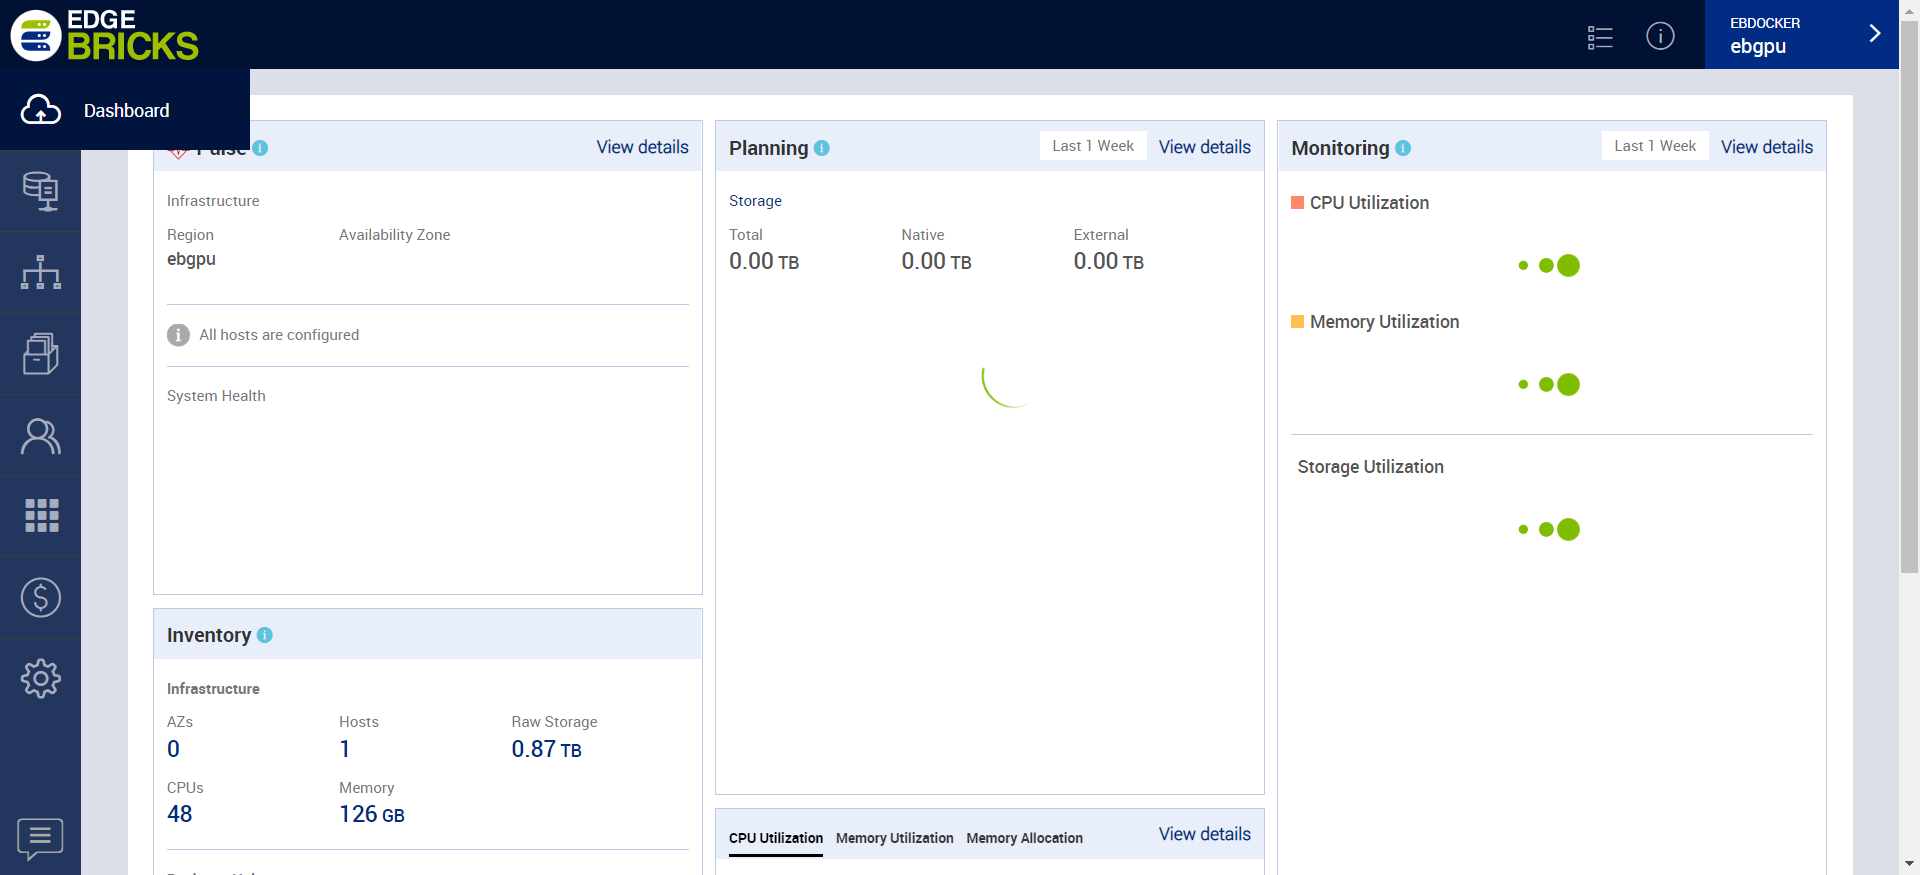 EDGE
BRICKS
EBDOCKER
ebgpu
Dashboard
Pulse
View details
Infrastructure
Region
Availability Zone
ebgpu
All hosts are configured
System Health
Inventory
Infrastructure
AZs
Hosts
Raw Storage
0
1
0.87 TB
CPUs
Memory
48
126 GB
Planning
Last 1 Week
View details
Storage
Total
Native
External
0.00 TB
0.00 TB
0.00 TB
CPU Utilization
Memory Utilization
Memory Allocation
View details
Monitoring
Last 1 Week
View details
CPU Utilization
Memory Utilization
Storage Utilization